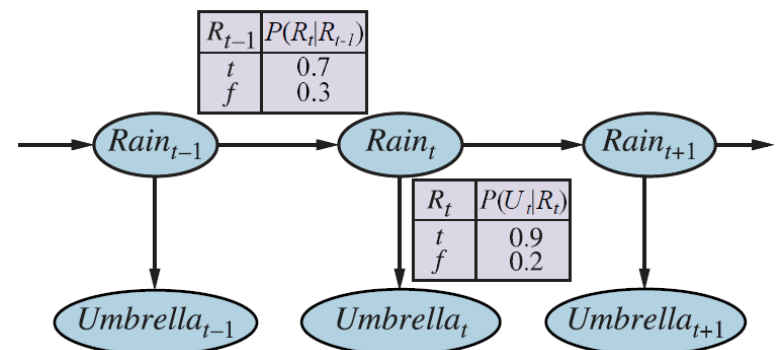 R_{t−1} P(R_t|R_{t-1})
t 0.7
f 0.3
Rain_{t−1} Rain_t Rain_{t+1}
R_t P(U_t|R_t)
t 0.9
f 0.2
Umbrella_{t−1} Umbrella_t Umbrella_{t+1}